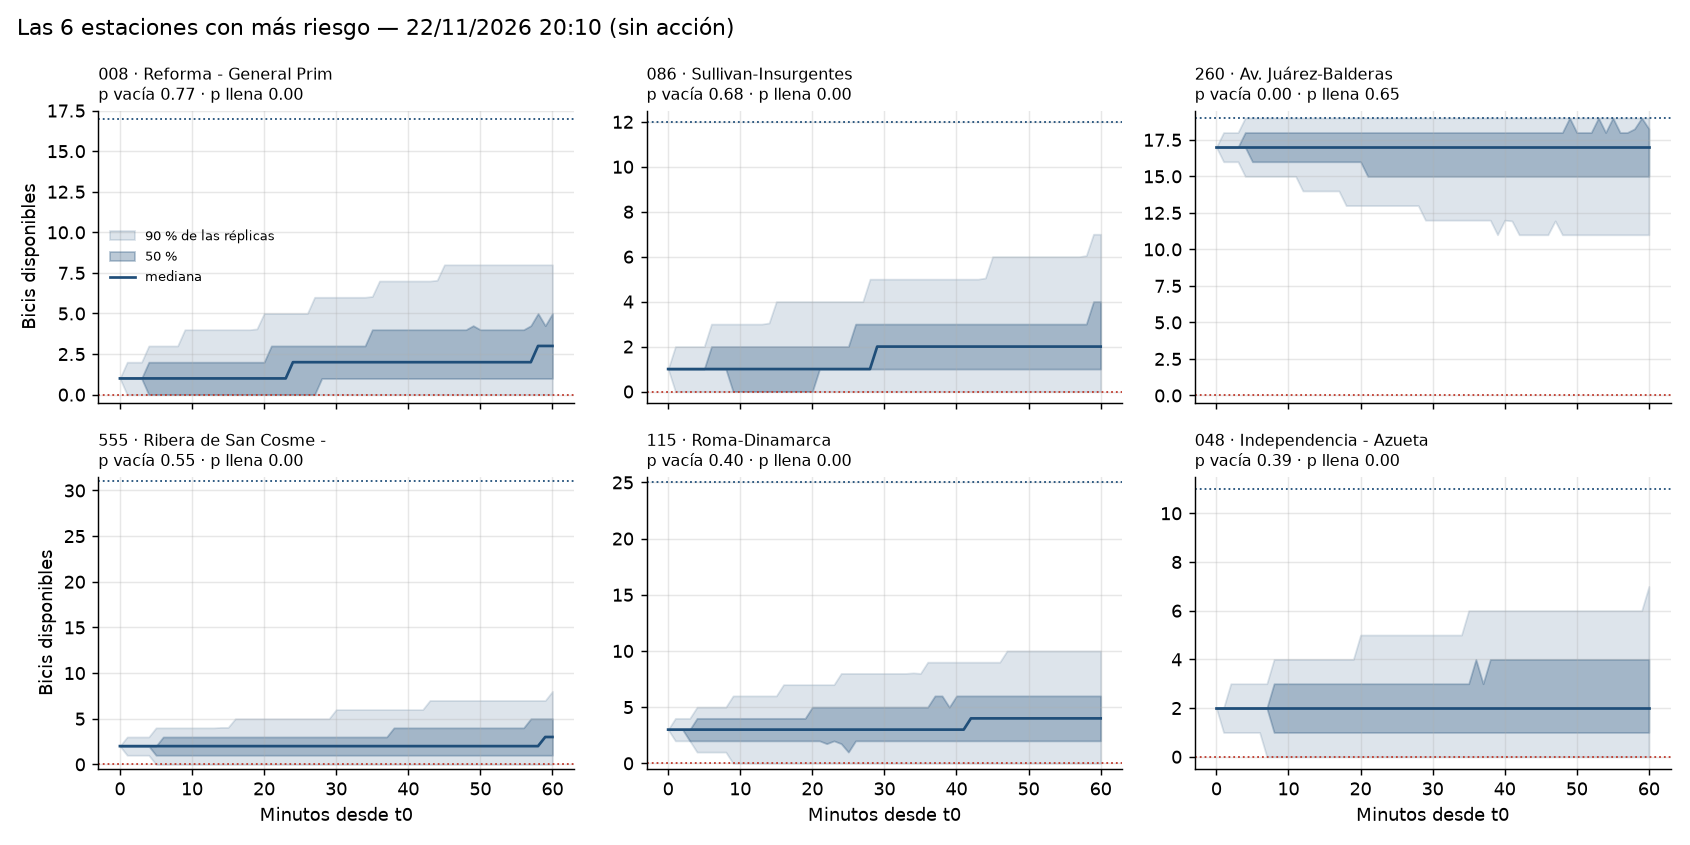 Las 6 estaciones con más riesgo — 22/11/2026 20:10 (sin acción)
008 · Reforma - General Prim
p vacía 0.77 · p llena 0.00
17.5
15.0
12.5
10.0
7.5
5.0
2.5
0.0
Bicis disponibles
90 % de las réplicas
50 %
mediana
086 · Sullivan-Insurgentes
p vacía 0.68 · p llena 0.00
12
10
8
6
4
2
0
260 · Av. Juárez-Balderas
p vacía 0.00 · p llena 0.65
17.5
15.0
12.5
10.0
7.5
5.0
2.5
0.0
555 · Ribera de San Cosme -
p vacía 0.55 · p llena 0.00
30
25
20
15
10
5
0
Bicis disponibles
0 10 20 30 40 50 60
Minutos desde t0
115 · Roma-Dinamarca
p vacía 0.40 · p llena 0.00
25
20
15
10
5
0
0 10 20 30 40 50 60
Minutos desde t0
048 · Independencia - Azueta
p vacía 0.39 · p llena 0.00
10
8
6
4
2
0
0 10 20 30 40 50 60
Minutos desde t0